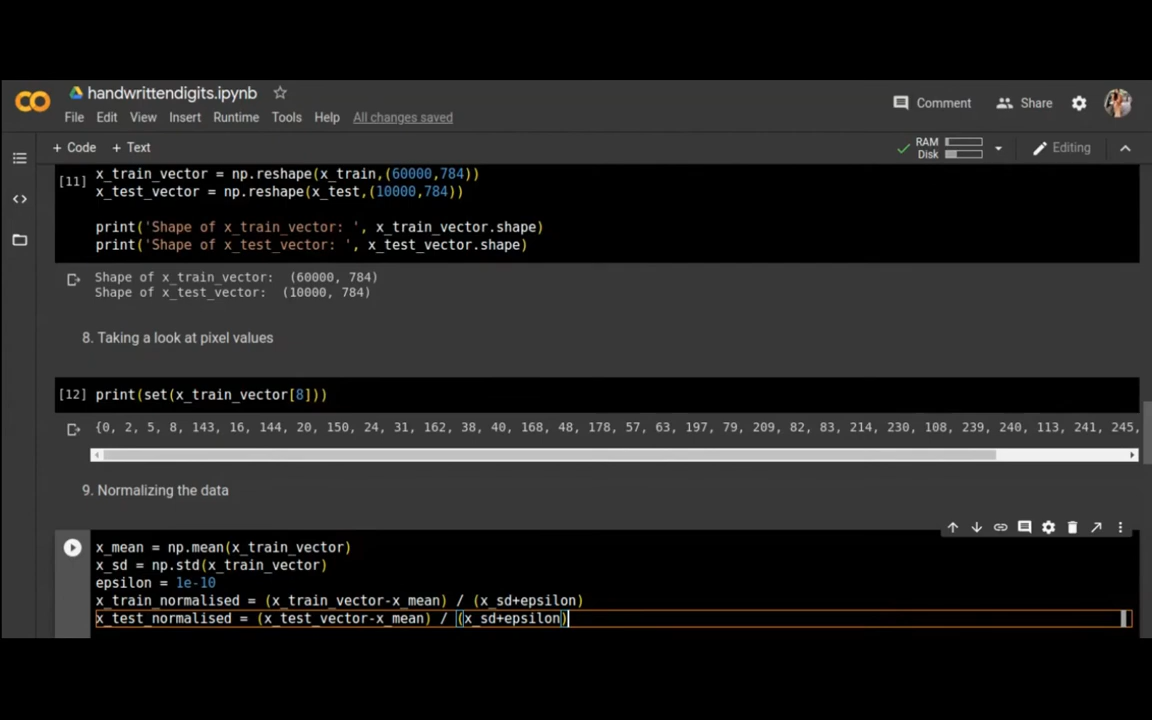 handwrittendigits.ipynb
Comment Share
File Edit View Insert Runtime Tools Help All changes saved
+ Code + Text
RAM
Disk
Editing
[11] x_train_vector = np.reshape(x_train,(60000,784))
x_test_vector = np.reshape(x_test,(10000,784))
print('Shape of x_train_vector: ', x_train_vector.shape)
print('Shape of x_test_vector: ', x_test_vector.shape)
Shape of x_train_vector:  (60000, 784)
Shape of x_test_vector:  (10000, 784)
8. Taking a look at pixel values
[12] print(set(x_train_vector[8]))
{0, 2, 5, 8, 143, 16, 144, 20, 150, 24, 31, 162, 38, 40, 168, 48, 178, 57, 63, 197, 79, 209, 82, 83, 214, 230, 108, 239, 240, 113, 241, 245,
9. Normalizing the data
x_mean = np.mean(x_train_vector)
x_sd = np.std(x_train_vector)
epsilon = 1e-10
x_train_normalised = (x_train_vector-x_mean) / (x_sd+epsilon)
x_test_normalised = (x_test_vector-x_mean) / (x_sd+epsilon)